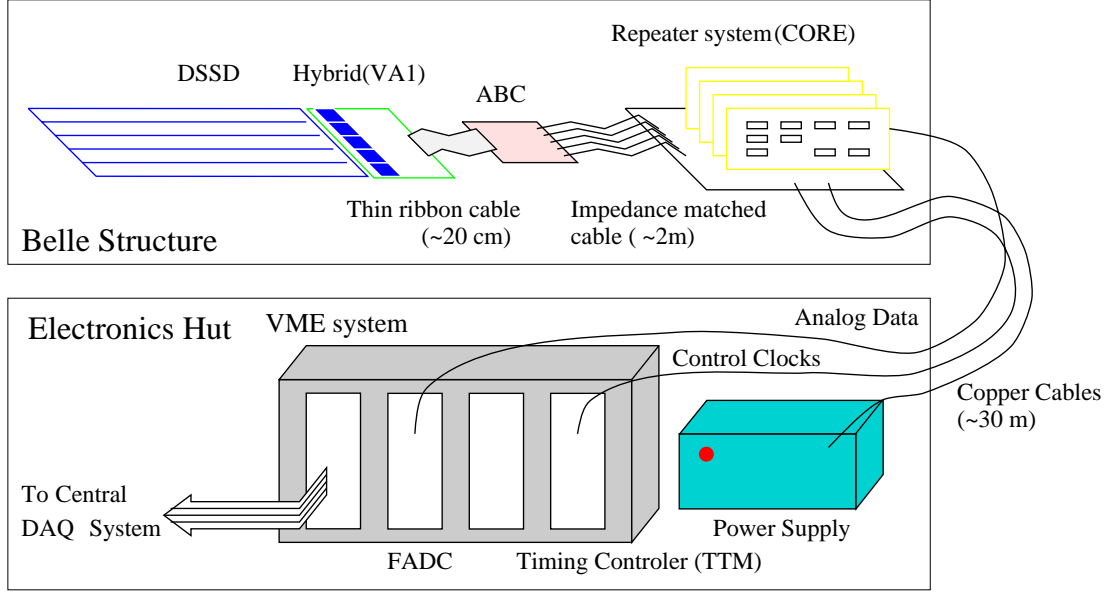 Repeater system(CORE)
DSSD
Hybrid(VA1)
ABC
Thin ribbon cable
(~20 cm)
Impedance matched
cable ( ~2m)
Belle Structure
Electronics Hut
VME system
Analog Data
Control Clocks
Copper Cables
(~30 m)
To Central
DAQ System
Power Supply
FADC
Timing Controler (TTM)